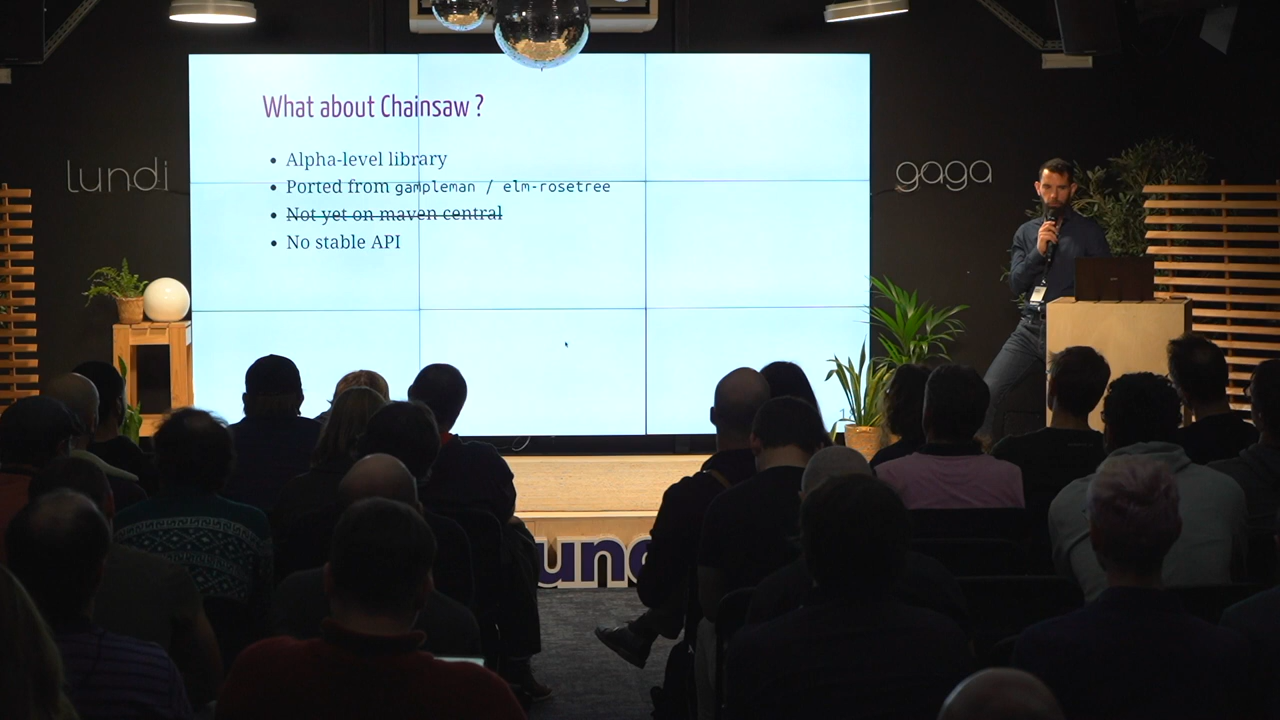 What about Chainsaw ?
Alpha-level library
Ported from gampleman / elm-rosetree
Not yet on maven central
No stable API
lundi
gaga